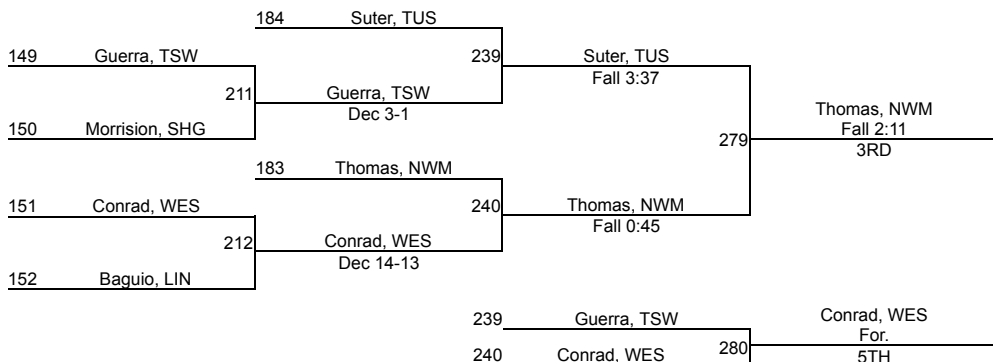 184 Suter, TUS
149 Guerra, TSW
239 Suter, TUS
Fall 3:37
211 Guerra, TSW
Dec 3-1
Thomas, NWM
Fall 2:11
3RD
150 Morrision, SHG
279
183 Thomas, NWM
151 Conrad, WES
240 Thomas, NWM
Fall 0:45
212 Conrad, WES
Dec 14-13
152 Baguio, LIN
239 Guerra, TSW
Conrad, WES
For.
5TH
280
240 Conrad, WES